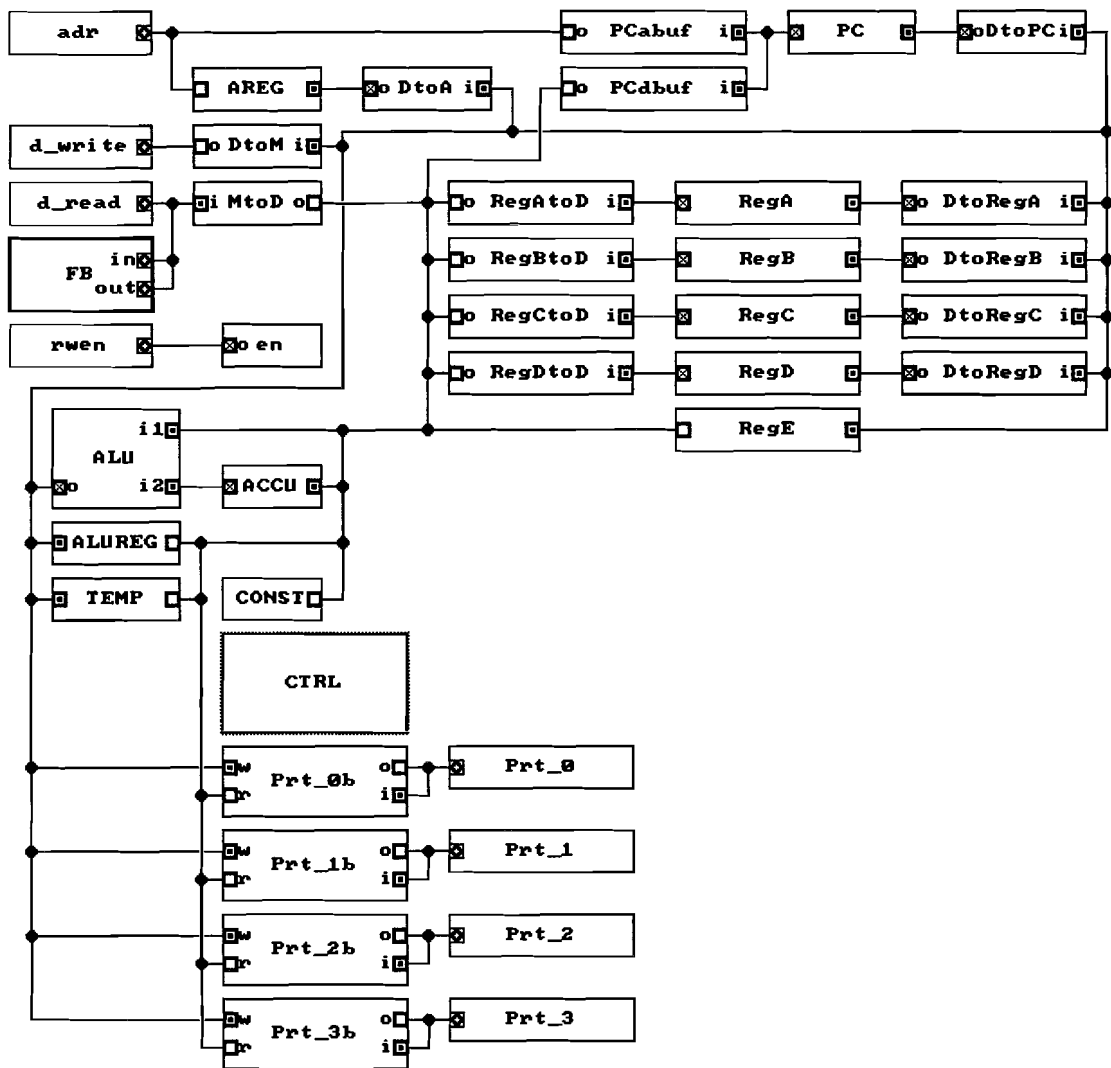 adr o PCabuf i PC oDtoPCi
AREG o DtoA i o PCdbuf i
d_write o DtoM i
d_read i MtoD o o RegAtoD i RegA o DtoRegA i
in
FB
out
o RegBtoD i RegB o DtoRegB i
o RegCtoD i RegC o DtoRegC i
rwen o en
o RegDtoD i RegD o DtoRegD i
i1 RegE
ALU
o i2 ACCU
ALUREG
TEMP CONST
CTRL
w o Prt_0
Prt_0b
r i
w o Prt_1
Prt_1b
r i
w o Prt_2
Prt_2b
r i
w o Prt_3
Prt_3b
r i